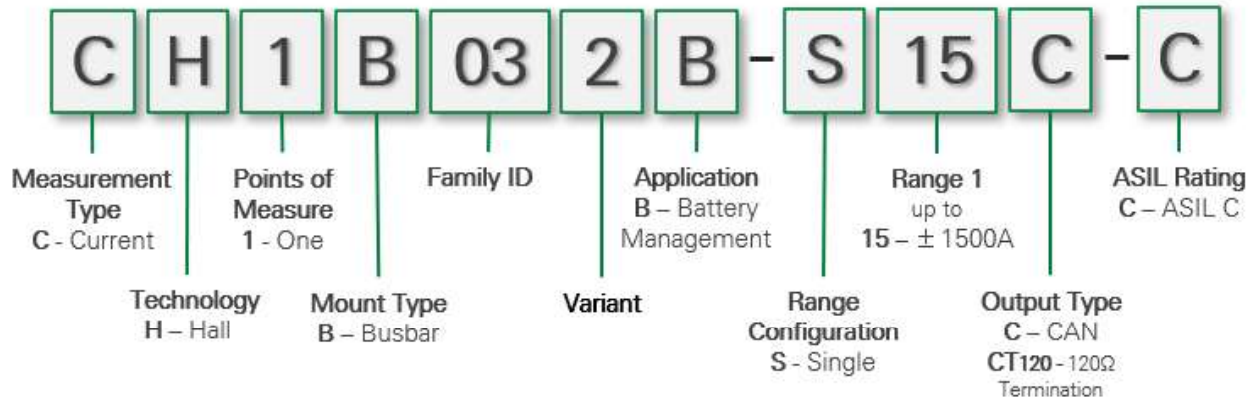 C H 1 B 03 2 B - S 15 C - C
Measurement
Type
C - Current
Points of
Measure
1 - One
Family ID
Application
B – Battery
Management
Range 1
up to
15 – ± 1500A
ASIL Rating
C – ASIL C
Technology
H – Hall
Mount Type
B – Busbar
Variant
Range
Configuration
S - Single
Output Type
C – CAN
CT120 - 120Ω
Termination